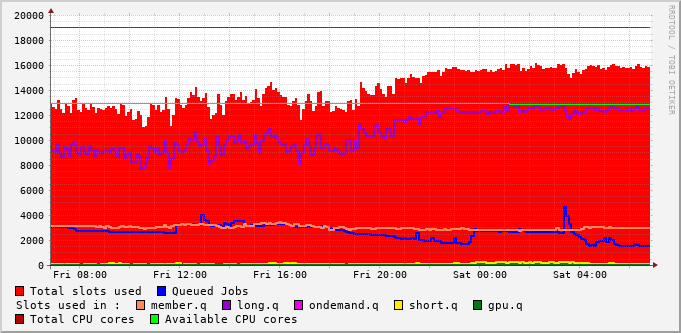 20000
18000
16000
14000
12000
10000
8000
6000
4000
2000
0
Fri 08:00 Fri 12:00 Fri 16:00 Fri 20:00 Sat 00:00 Sat 04:00
RRDTOOL / TOBI OETIKER
Total slots used Queued Jobs
Slots used in : member.q long.q ondemand.q short.q gpu.q
Total CPU cores Available CPU cores